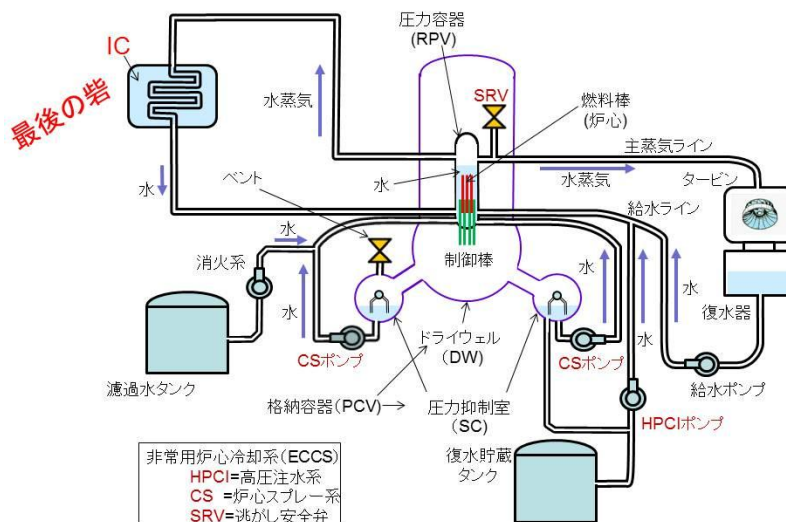 IC
最後の砦
水蒸気
水
圧力容器
(RPV)
SRV
燃料棒
(炉心)
主蒸気ライン
水蒸気
タービン
水
ベント
給水ライン
水
制御棒
消火系
水
水
水
水
復水器
濾過水タンク
CSポンプ
ドライウェル
(DW)
CSポンプ
給水ポンプ
格納容器(PCV)
圧力抑制室
(SC)
HPCIポンプ
復水貯蔵
タンク
非常用炉心冷却系(ECCS)
HPCI=高圧注水系
CS =炉心スプレー系
SRV=逃がし安全弁